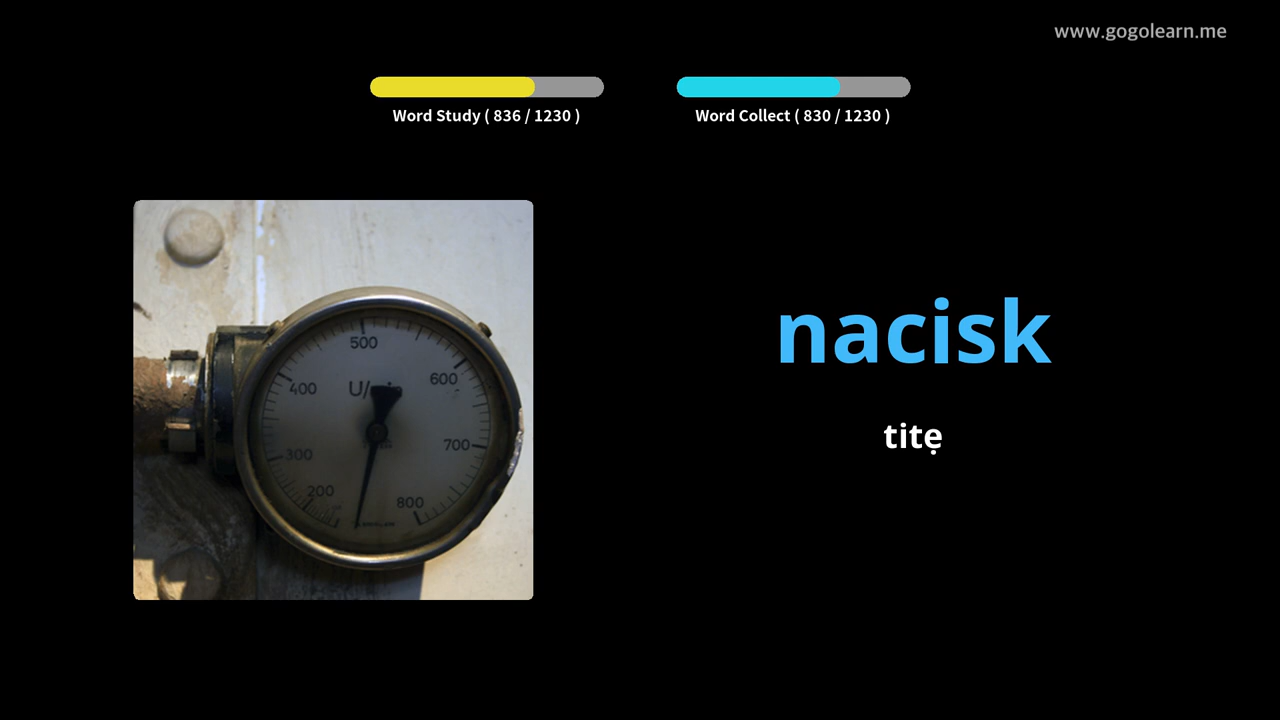 www.gogolearn.me
Word Study ( 836 / 1230 )
Word Collect ( 830 / 1230 )
nacisk
titẹ
500
400
600
300
700
200
800
U/